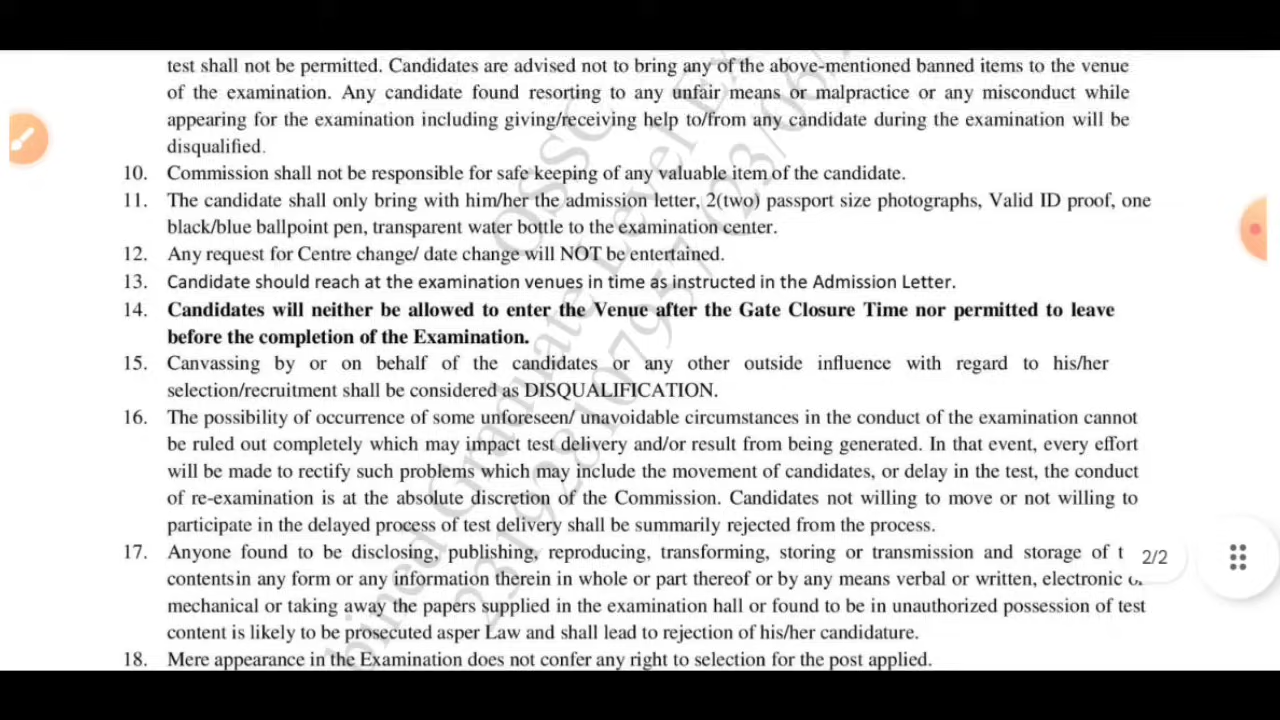 test shall not be permitted. Candidates are advised not to bring any of the above-mentioned banned items to the venue
of the examination. Any candidate found resorting to any unfair means or malpractice or any misconduct while
appearing for the examination including giving/receiving help to/from any candidate during the examination will be
disqualified.
10. Commission shall not be responsible for safe keeping of any valuable item of the candidate.
11. The candidate shall only bring with him/her the admission letter, 2(two) passport size photographs, Valid ID proof, one
black/blue ballpoint pen, transparent water bottle to the examination center.
12. Any request for Centre change/ date change will NOT be entertained.
13. Candidate should reach at the examination venues in time as instructed in the Admission Letter.
14. Candidates will neither be allowed to enter the Venue after the Gate Closure Time nor permitted to leave
before the completion of the Examination.
15. Canvassing by or on behalf of the candidates or any other outside influence with regard to his/her
selection/recruitment shall be considered as DISQUALIFICATION.
16. The possibility of occurrence of some unforeseen/ unavoidable circumstances in the conduct of the examination cannot
be ruled out completely which may impact test delivery and/or result from being generated. In that event, every effort
will be made to rectify such problems which may include the movement of candidates, or delay in the test, the conduct
of re-examination is at the absolute discretion of the Commission. Candidates not willing to move or not willing to
participate in the delayed process of test delivery shall be summarily rejected from the process.
17. Anyone found to be disclosing, publishing, reproducing, transforming, storing or transmission and storage of t
contentsin any form or any information therein in whole or part thereof or by any means verbal or written, electronic
mechanical or taking away the papers supplied in the examination hall or found to be in unauthorized possession of test
content is likely to be prosecuted asper Law and shall lead to rejection of his/her candidature.
18. Mere appearance in the Examination does not confer any right to selection for the post applied.
2/2
OSSC
Graduate Level